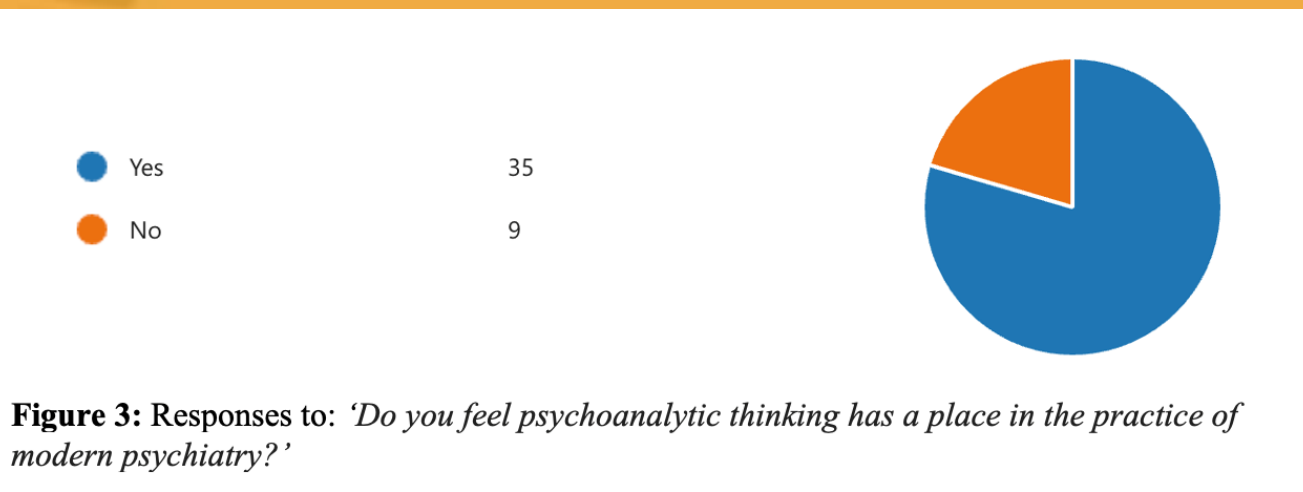 Yes 35
No 9
Figure 3: Responses to: ‘Do you feel psychoanalytic thinking has a place in the practice of
modern psychiatry?’